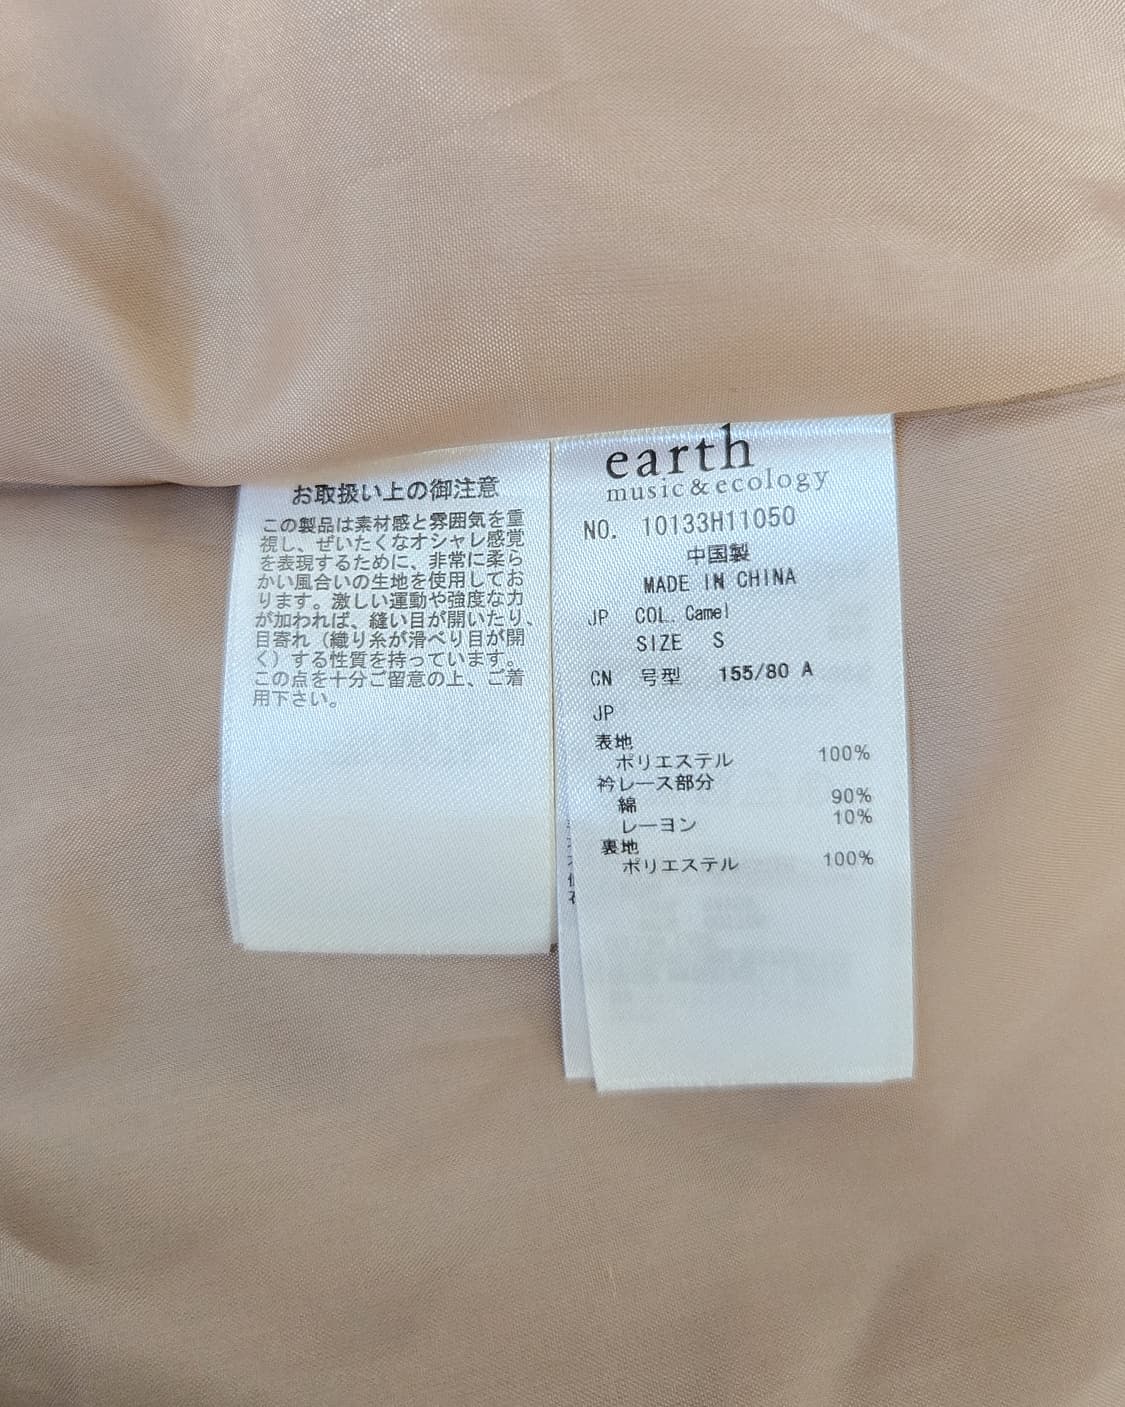 お取扱い上の御注意
この製品は素材感と雰囲気を重
視し、ぜいたくなオシャレ感覚
を表現するために、非常に柔ら
かい風合いの生地を使用してお
ります。激しい運動や強度な力
が加われば、縫い目が開いたり、
目寄れ（織り糸が滑べり目が開
く）する性質を持っています。
この点を十分ご留意の上、ご着
用下さい。
earth
music&ecology
NO. 10133H11050
中国製
MADE IN CHINA
JP COL. Camel
SIZE S
CN 号型 155/80 A
JP
表地
ポリエステル 100%
衿レース部分
綿 90%
レーヨン 10%
裏地
ポリエステル 100%